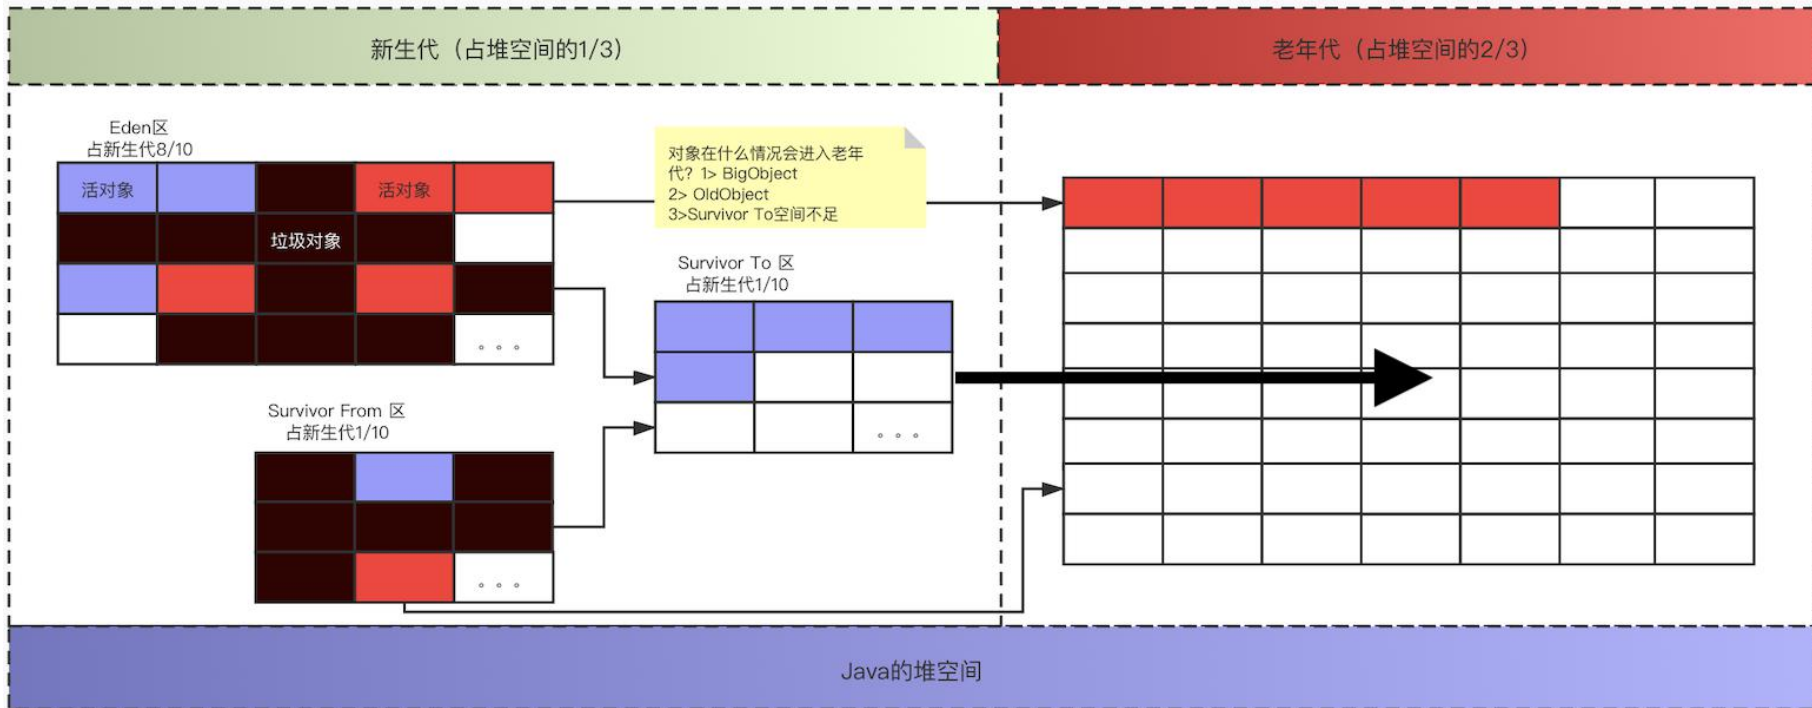 新生代（占堆空间的1/3）
老年代（占堆空间的2/3）
Eden区
占新生代8/10
活对象
活对象
垃圾对象
。。。
对象在什么情况会进入老年
代？1> BigObject
2> OldObject
3>Survivor To空间不足
Survivor To 区
占新生代1/10
。。。
Survivor From 区
占新生代1/10
。。。
Java的堆空间